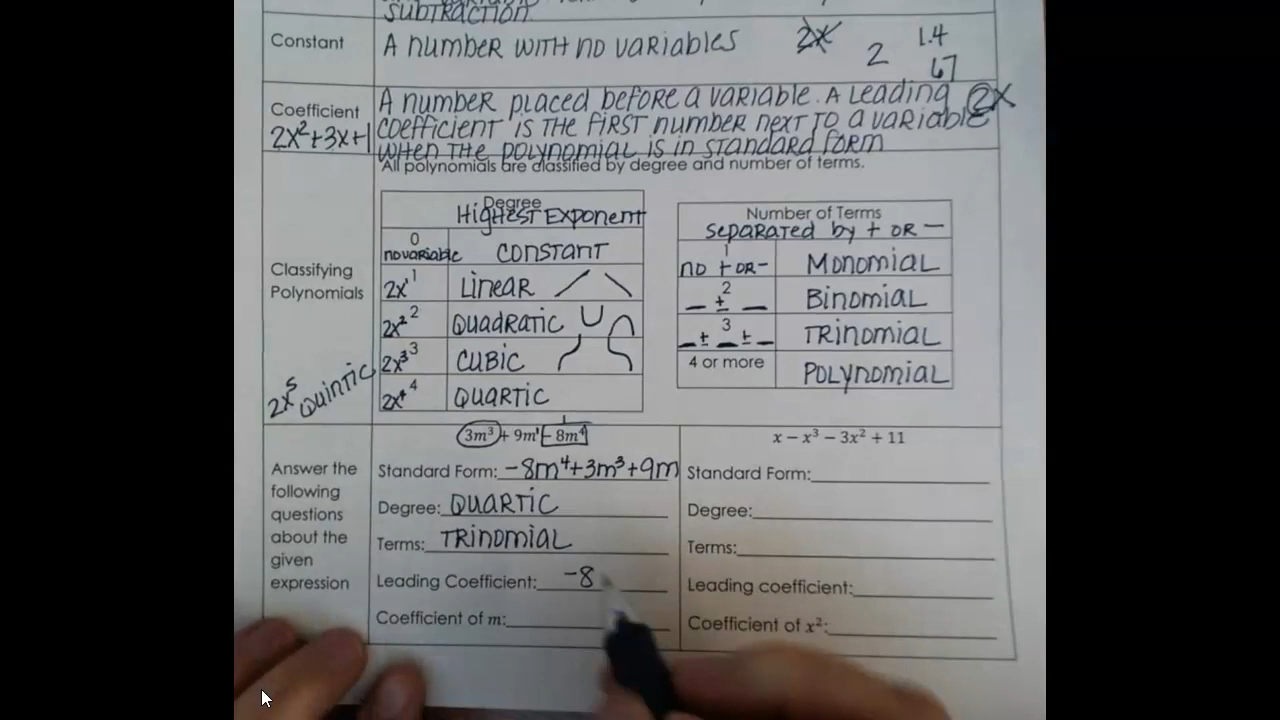 SUBTRACTION
Constant
A number with no variables
2x
2
1.4
67
Coefficient
2x²+3x+1
A number placed before a variable. A leading 2x
coefficient is the first number next to a variable
when the polynomial is in standard form
All polynomials are classified by degree and number of terms.
Classifying
Polynomials
2x⁵ Quintic
Degree
Highest Exponent
0
no variable
Constant
2x¹ 1
Linear
2x² 2
Quadratic
2x³ 3
Cubic
2x⁴ 4
Quartic
Number of Terms
separated by + or −
1
no + or −
Monomial
2
_ ± _
Binomial
3
_ ± _ ± _
Trinomial
4 or more
Polynomial
Answer the
following
questions
about the
given
expression
3m³ + 9m¹ − 8m⁴
Standard Form: −8m⁴+3m³+9m
Degree: Quartic
Terms: Trinomial
Leading Coefficient: −8
Coefficient of m:
x − x³ − 3x² + 11
Standard Form:
Degree:
Terms:
Leading coefficient:
Coefficient of x²: